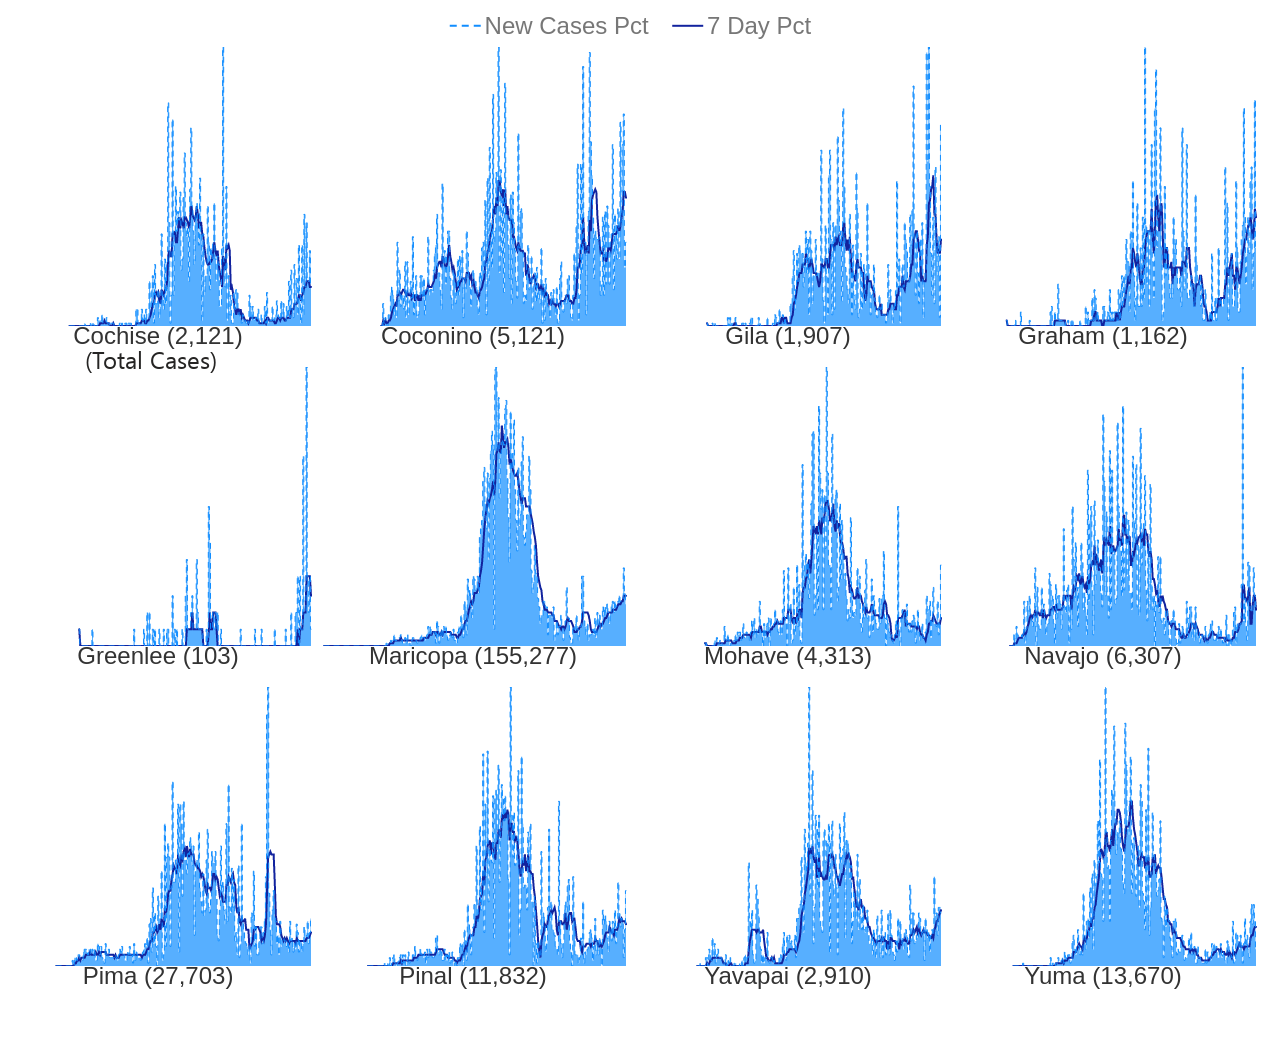 New Cases Pct 7 Day Pct
Cochise (2,121) Coconino (5,121) Gila (1,907) Graham (1,162)
(Total Cases)
Greenlee (103) Maricopa (155,277) Mohave (4,313) Navajo (6,307)
Pima (27,703) Pinal (11,832) Yavapai (2,910) Yuma (13,670)